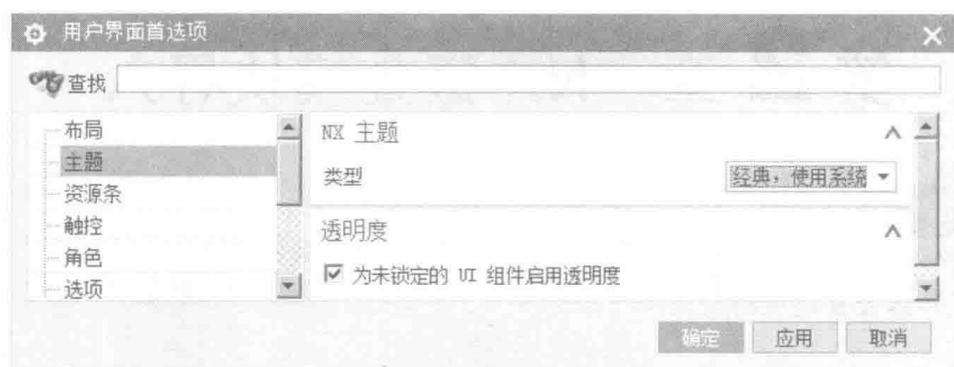 用户界面首选项
查找
布局
主题
资源条
触控
角色
选项
NX 主题
类型
经典，使用系统
透明度
为未锁定的 UI 组件启用透明度
确定
应用
取消